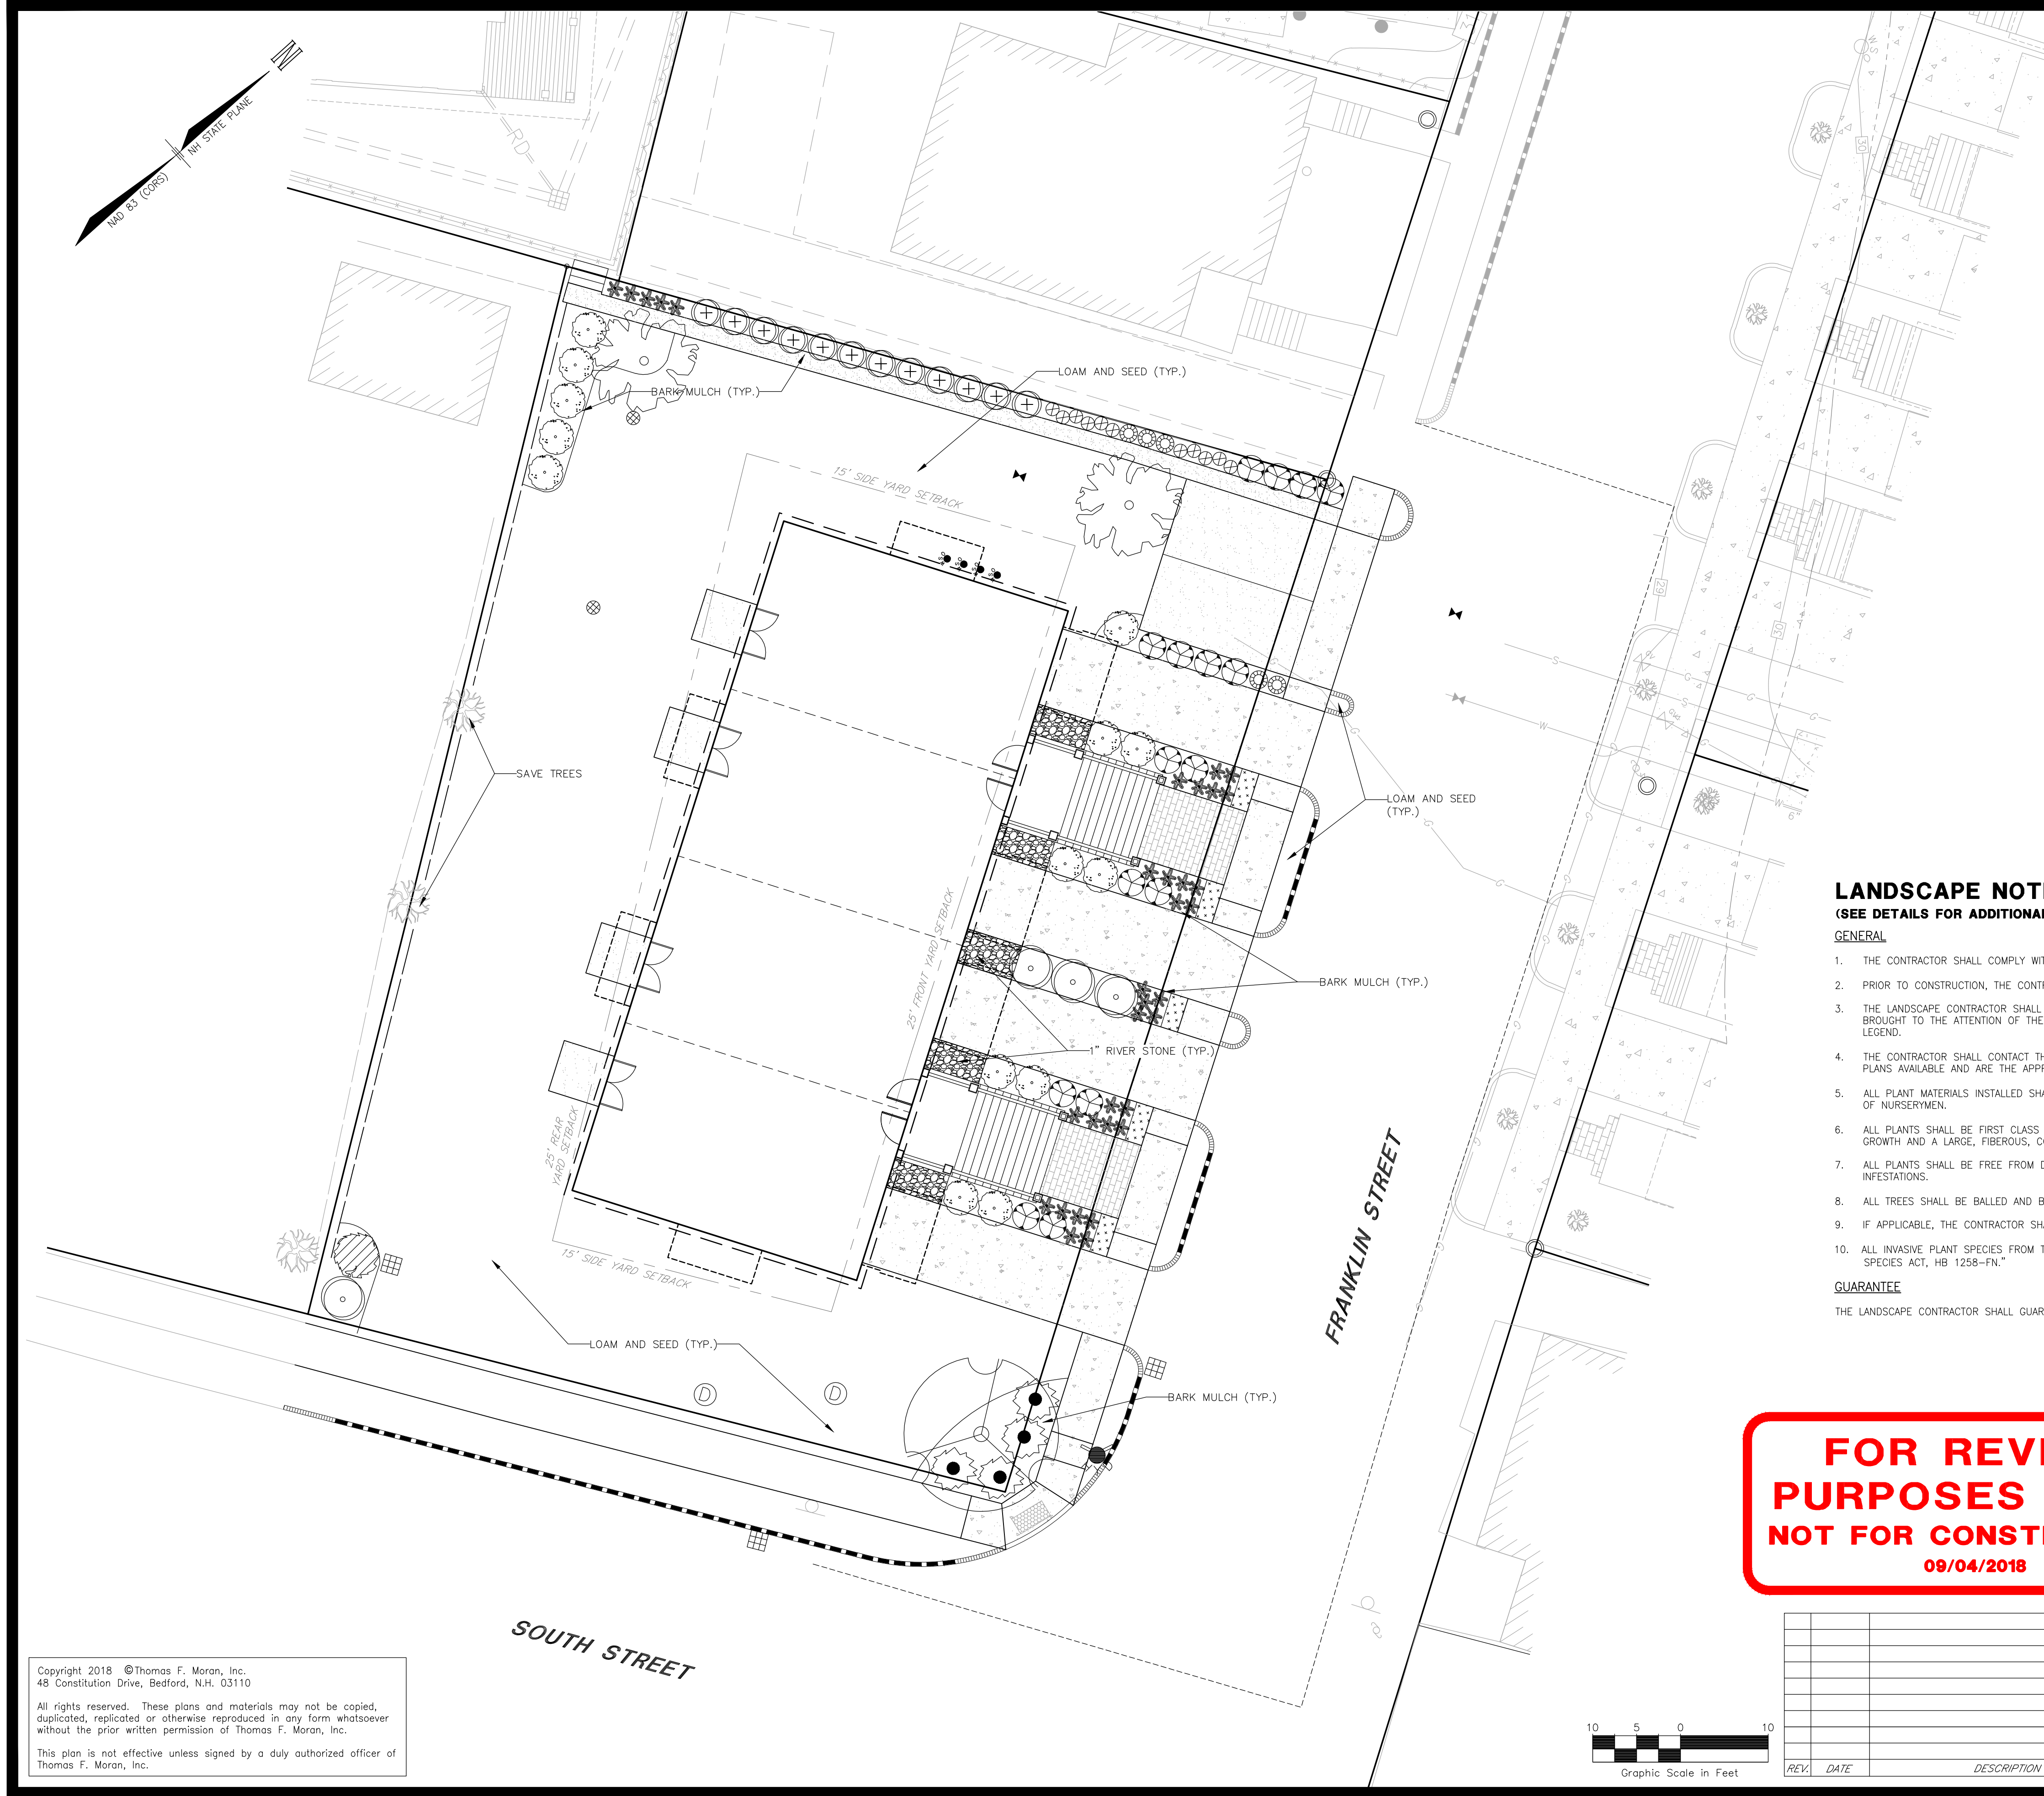 N
NH STATE PLANE
NAD 83 (CORS)
30
LOAM AND SEED (TYP.)
BARK MULCH (TYP.)
15' SIDE YARD SETBACK
29
30
S
W
G
SAVE TREES
LOAM AND SEED
(TYP.)
25' FRONT YARD SETBACK
BARK MULCH (TYP.)
1" RIVER STONE (TYP.)
25' REAR
YARD SETBACK
15' SIDE YARD SETBACK
FRANKLIN STREET
LOAM AND SEED (TYP.)
D
D
BARK MULCH (TYP.)
SOUTH STREET
LANDSCAPE NOT
(SEE DETAILS FOR ADDITIONA
GENERAL
1. THE CONTRACTOR SHALL COMPLY WI
2. PRIOR TO CONSTRUCTION, THE CONT
3. THE LANDSCAPE CONTRACTOR SHALL
BROUGHT TO THE ATTENTION OF THE
LEGEND.
4. THE CONTRACTOR SHALL CONTACT TH
PLANS AVAILABLE AND ARE THE APP
5. ALL PLANT MATERIALS INSTALLED SHA
OF NURSERYMEN.
6. ALL PLANTS SHALL BE FIRST CLASS
GROWTH AND A LARGE, FIBEROUS, C
7. ALL PLANTS SHALL BE FREE FROM D
INFESTATIONS.
8. ALL TREES SHALL BE BALLED AND B
9. IF APPLICABLE, THE CONTRACTOR SHA
10. ALL INVASIVE PLANT SPECIES FROM T
SPECIES ACT, HB 1258-FN."
GUARANTEE
THE LANDSCAPE CONTRACTOR SHALL GUAR
FOR REV
PURPOSES
NOT FOR CONST
09/04/2018
Copyright 2018 ©Thomas F. Moran, Inc.
48 Constitution Drive, Bedford, N.H. 03110
All rights reserved. These plans and materials may not be copied,
duplicated, replicated or otherwise reproduced in any form whatsoever
without the prior written permission of Thomas F. Moran, Inc.
This plan is not effective unless signed by a duly authorized officer of
Thomas F. Moran, Inc.
10 5 0 10
Graphic Scale in Feet
REV. DATE DESCRIPTION